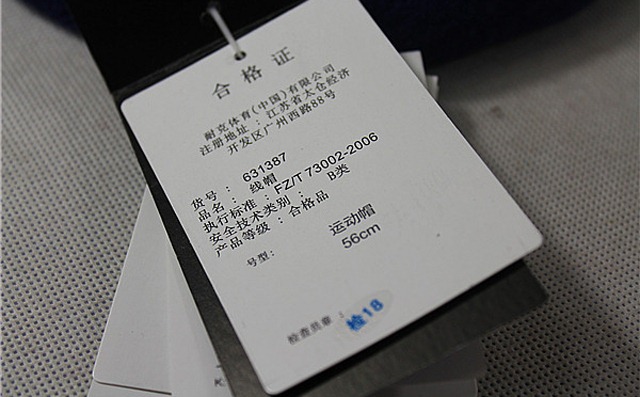 合格证
耐克体育(中国)有限公司
注册地址：江苏省太仓经济
开发区广州西路88号
货号： 631387
品名： 线帽
执行标准：FZ/T 73002-2006
安全技术类别： B类
产品等级：合格品
运动帽
号型： 56cm
检查员章： 检18